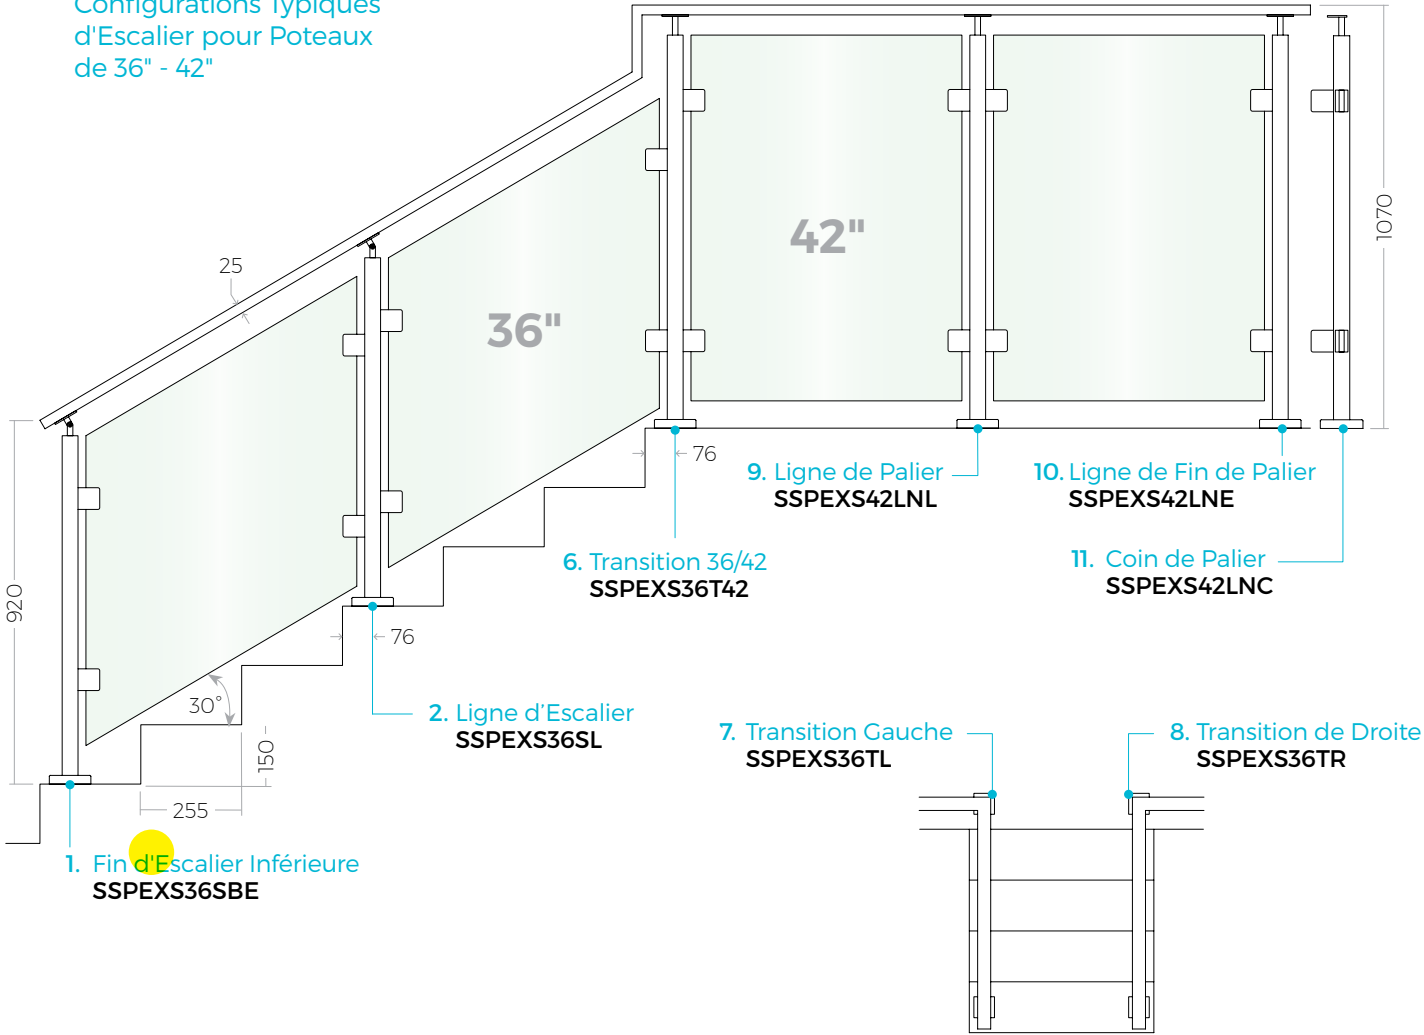 Configurations Typiques
d'Escalier pour Poteaux
de 36" - 42"
25
36"
42"
1070
920
76
76
30°
150
255
9. Ligne de Palier
SSPEXS42LNL
10. Ligne de Fin de Palier
SSPEXS42LNE
6. Transition 36/42
SSPEXS36T42
11. Coin de Palier
SSPEXS42LNC
2. Ligne d'Escalier
SSPEXS36SL
7. Transition Gauche
SSPEXS36TL
8. Transition de Droite
SSPEXS36TR
1. Fin d'Escalier Inférieure
SSPEXS36SBE